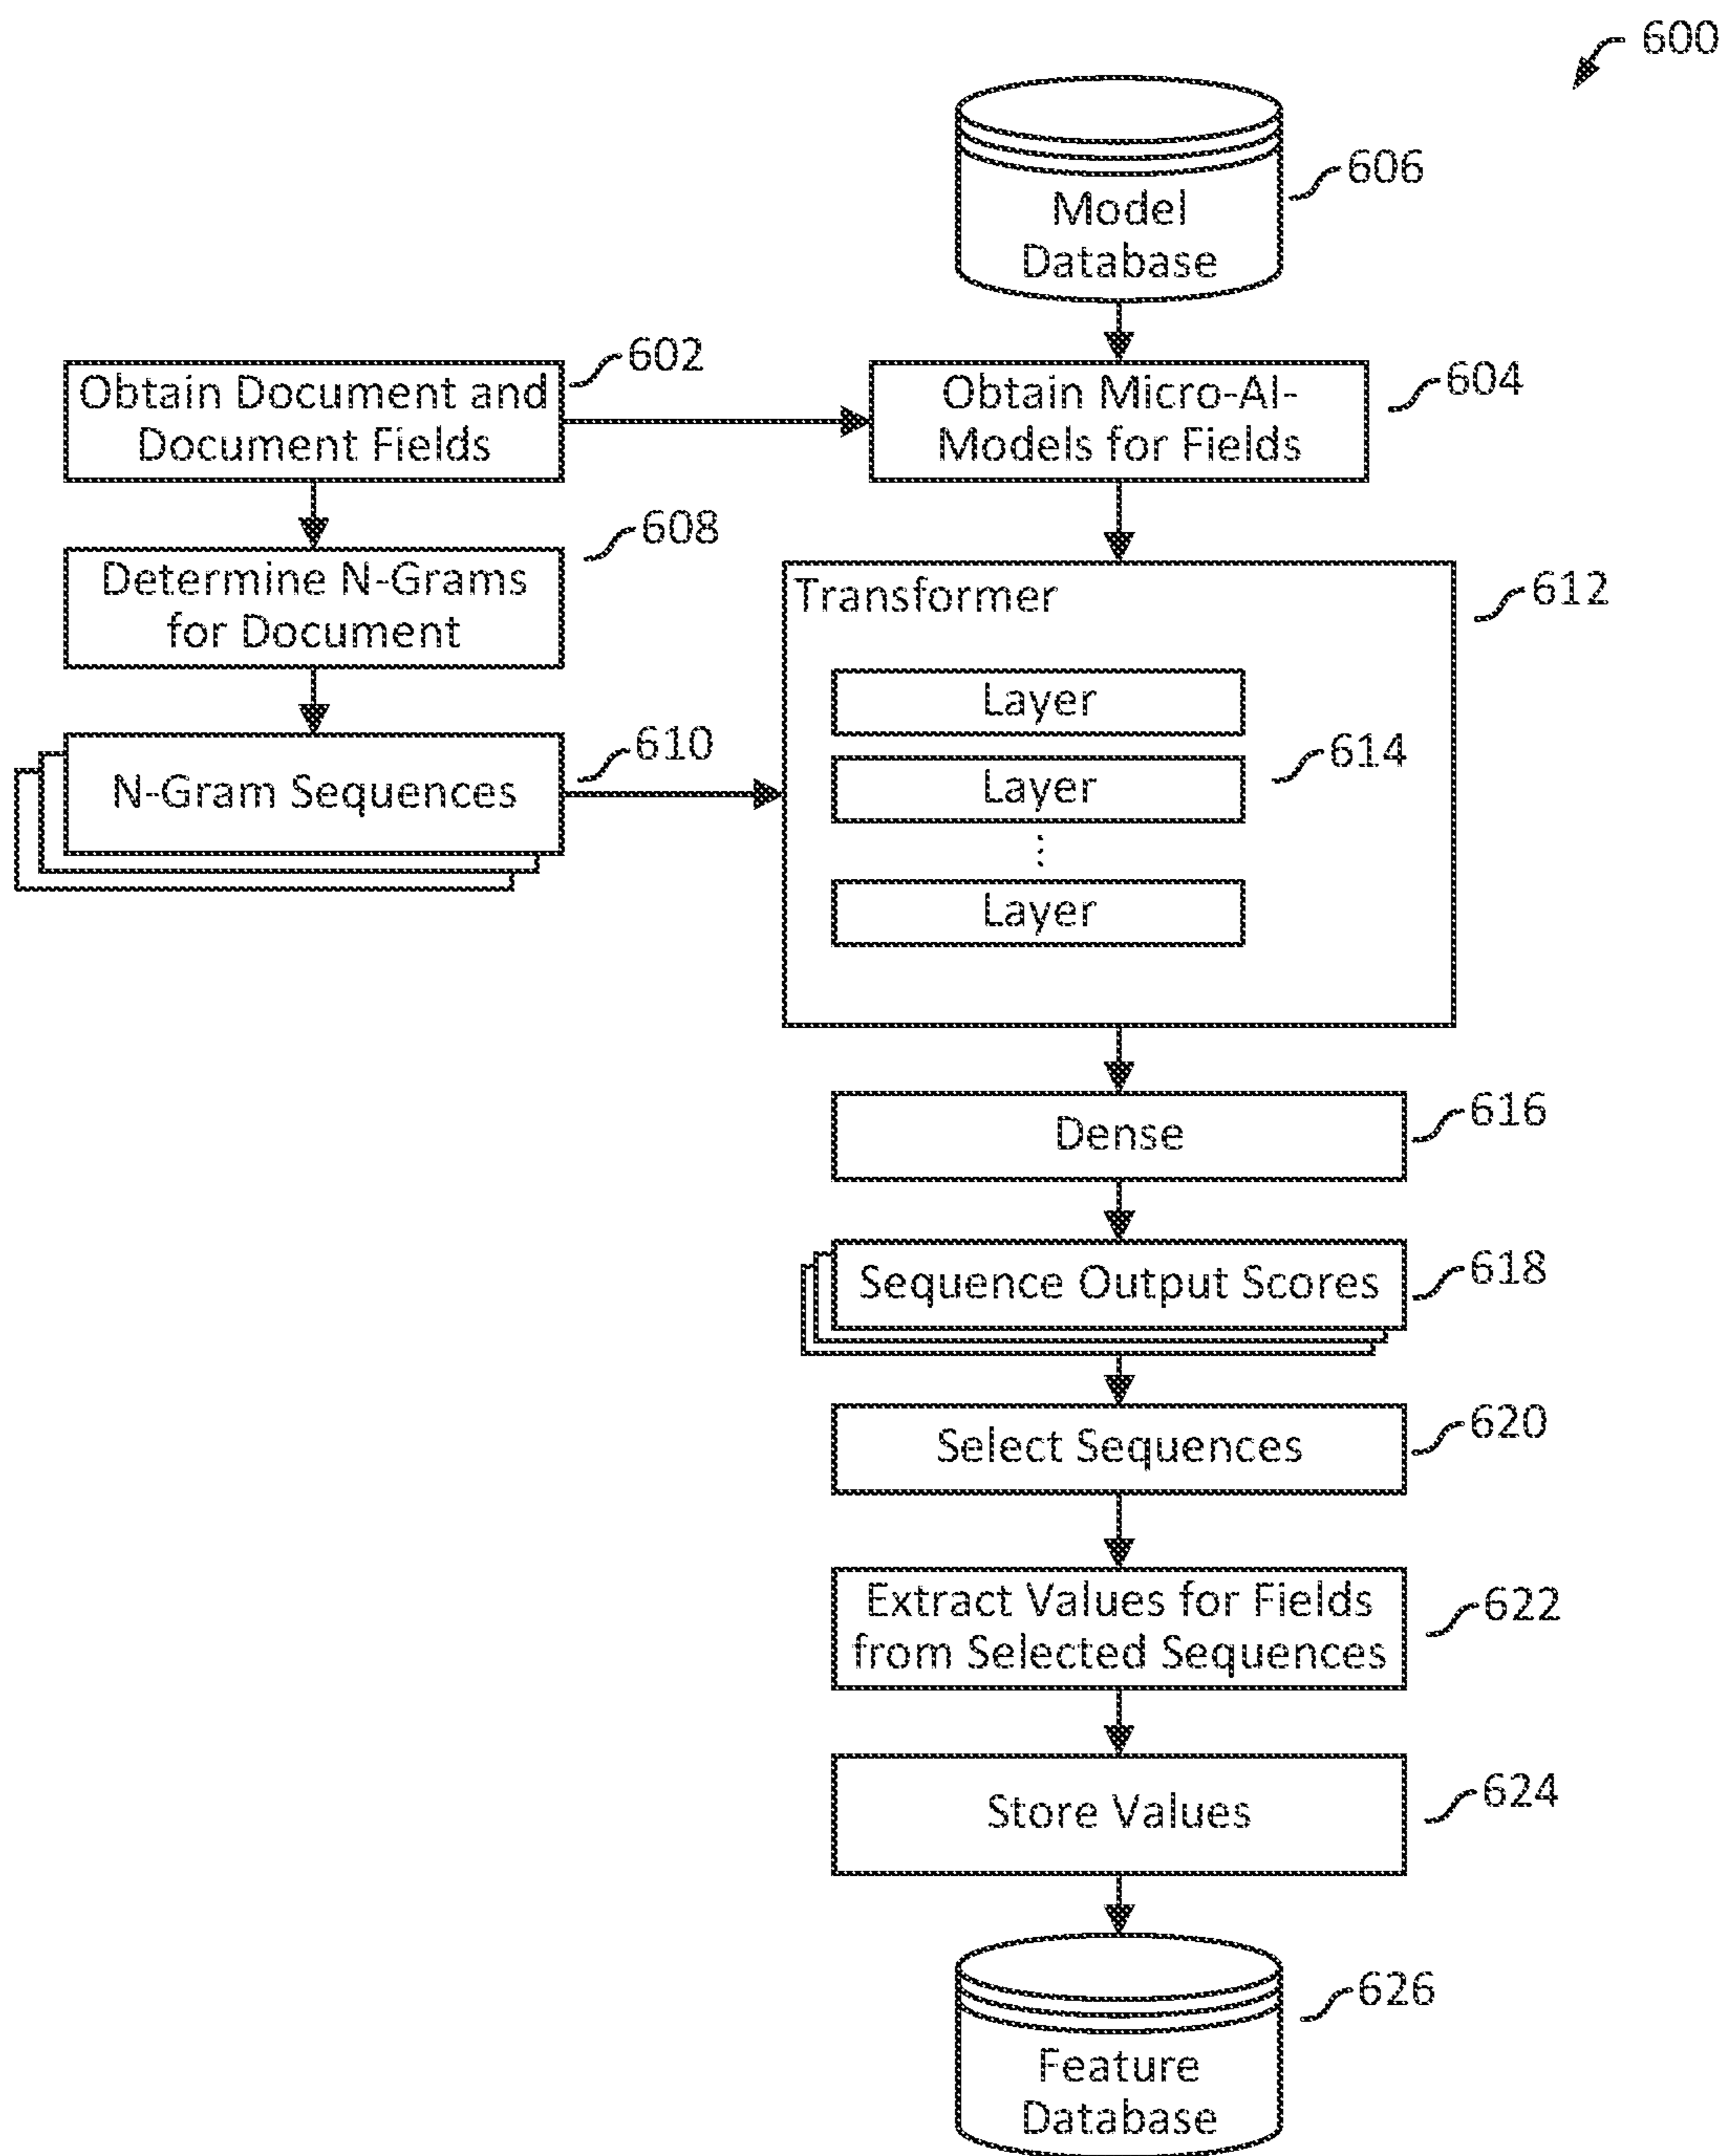 600
606
Model
Database
602
Obtain Document and
Document Fields
604
Obtain Micro-AI-
Models for Fields
608
Determine N-Grams
for Document
612
Transformer
Layer
610
N-Gram Sequences
614
Layer
⋮
Layer
616
Dense
618
Sequence Output Scores
620
Select Sequences
622
Extract Values for Fields
from Selected Sequences
624
Store Values
626
Feature
Database